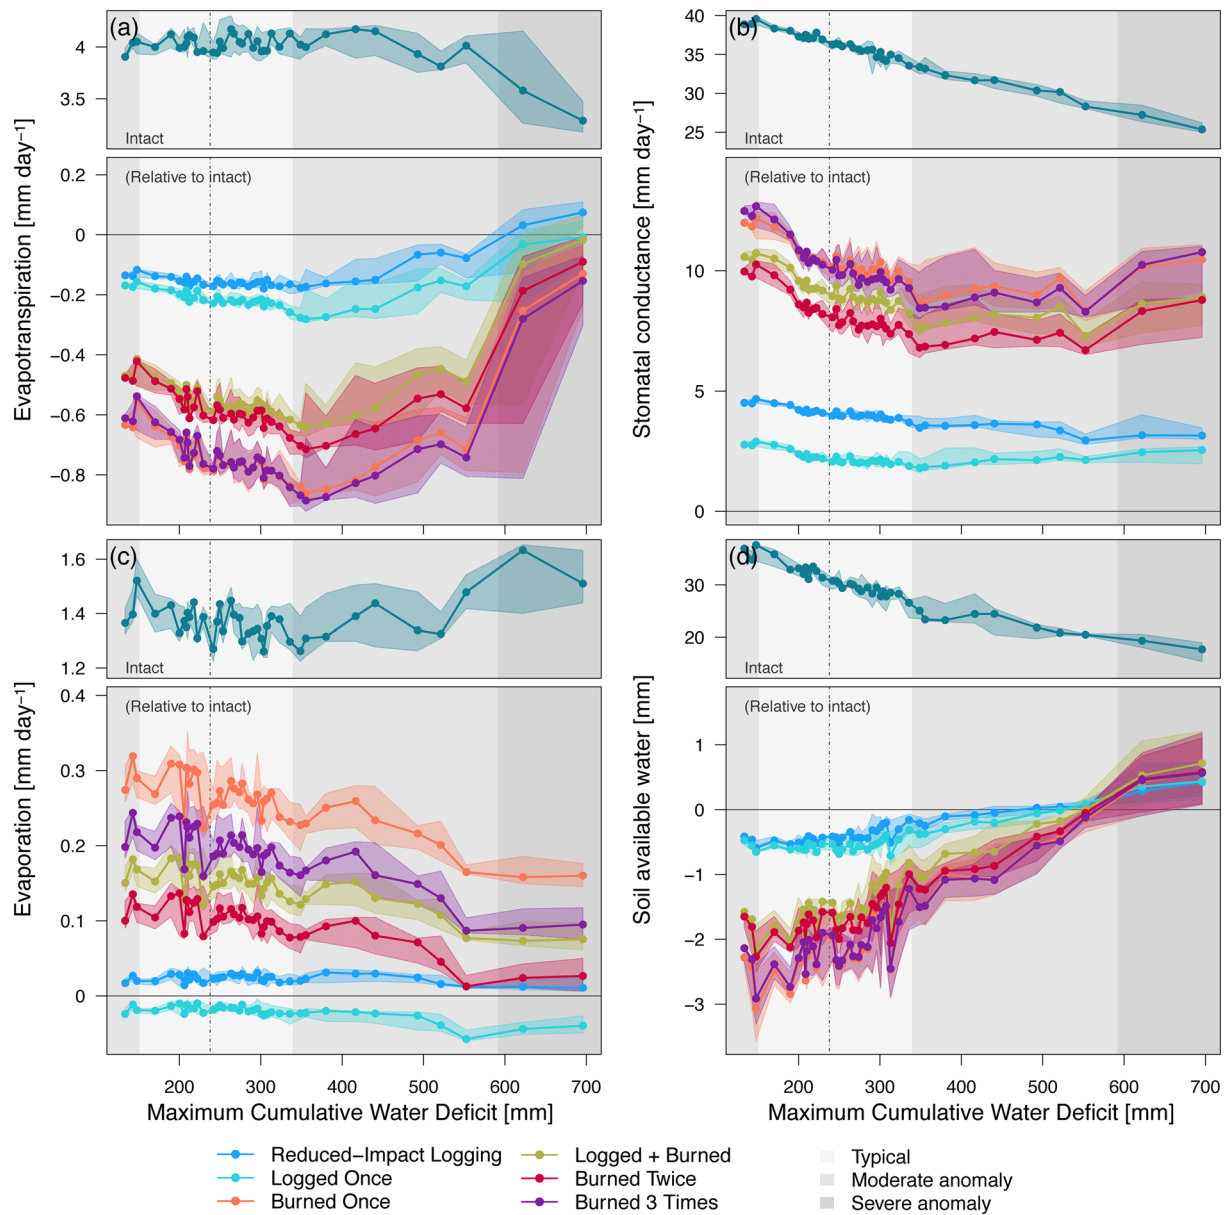 (a)
4
3.5
Intact
Evapotranspiration [mm day⁻¹]
(Relative to intact)
0.2
0
−0.2
−0.4
−0.6
−0.8
(b)
40
35
30
25
Intact
Stomatal conductance [mm day⁻¹]
(Relative to intact)
10
5
0
(c)
1.6
1.4
1.2
Intact
Evaporation [mm day⁻¹]
(Relative to intact)
0.4
0.3
0.2
0.1
0
200 300 400 500 600 700
Maximum Cumulative Water Deficit [mm]
(d)
30
20
Intact
Soil available water [mm]
(Relative to intact)
1
0
−1
−2
−3
200 300 400 500 600 700
Maximum Cumulative Water Deficit [mm]
Reduced−Impact Logging
Logged Once
Burned Once
Logged + Burned
Burned Twice
Burned 3 Times
Typical
Moderate anomaly
Severe anomaly